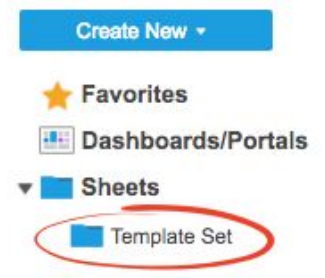 Create New
Favorites
Dashboards/Portals
Sheets
Template Set